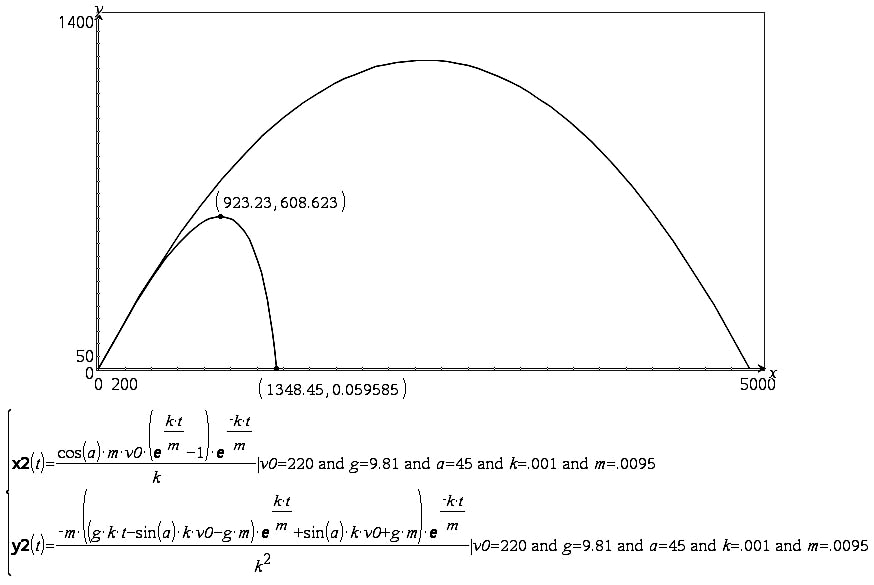 y
1400
(923.23,608.623)
50
0
0 200
5000
x
(1348.45,0.059585)
x2(t)=cos(a)·m·v0·(e^(k·t/m)-1)·e^(-k·t/m)/k|v0=220 and g=9.81 and a=45 and k=.001 and m=.0095
y2(t)=-m·((g·k·t-sin(a)·k·v0-g·m)·e^(k·t/m)+sin(a)·k·v0+g·m)·e^(-k·t/m)/k²|v0=220 and g=9.81 and a=45 and k=.001 and m=.0095